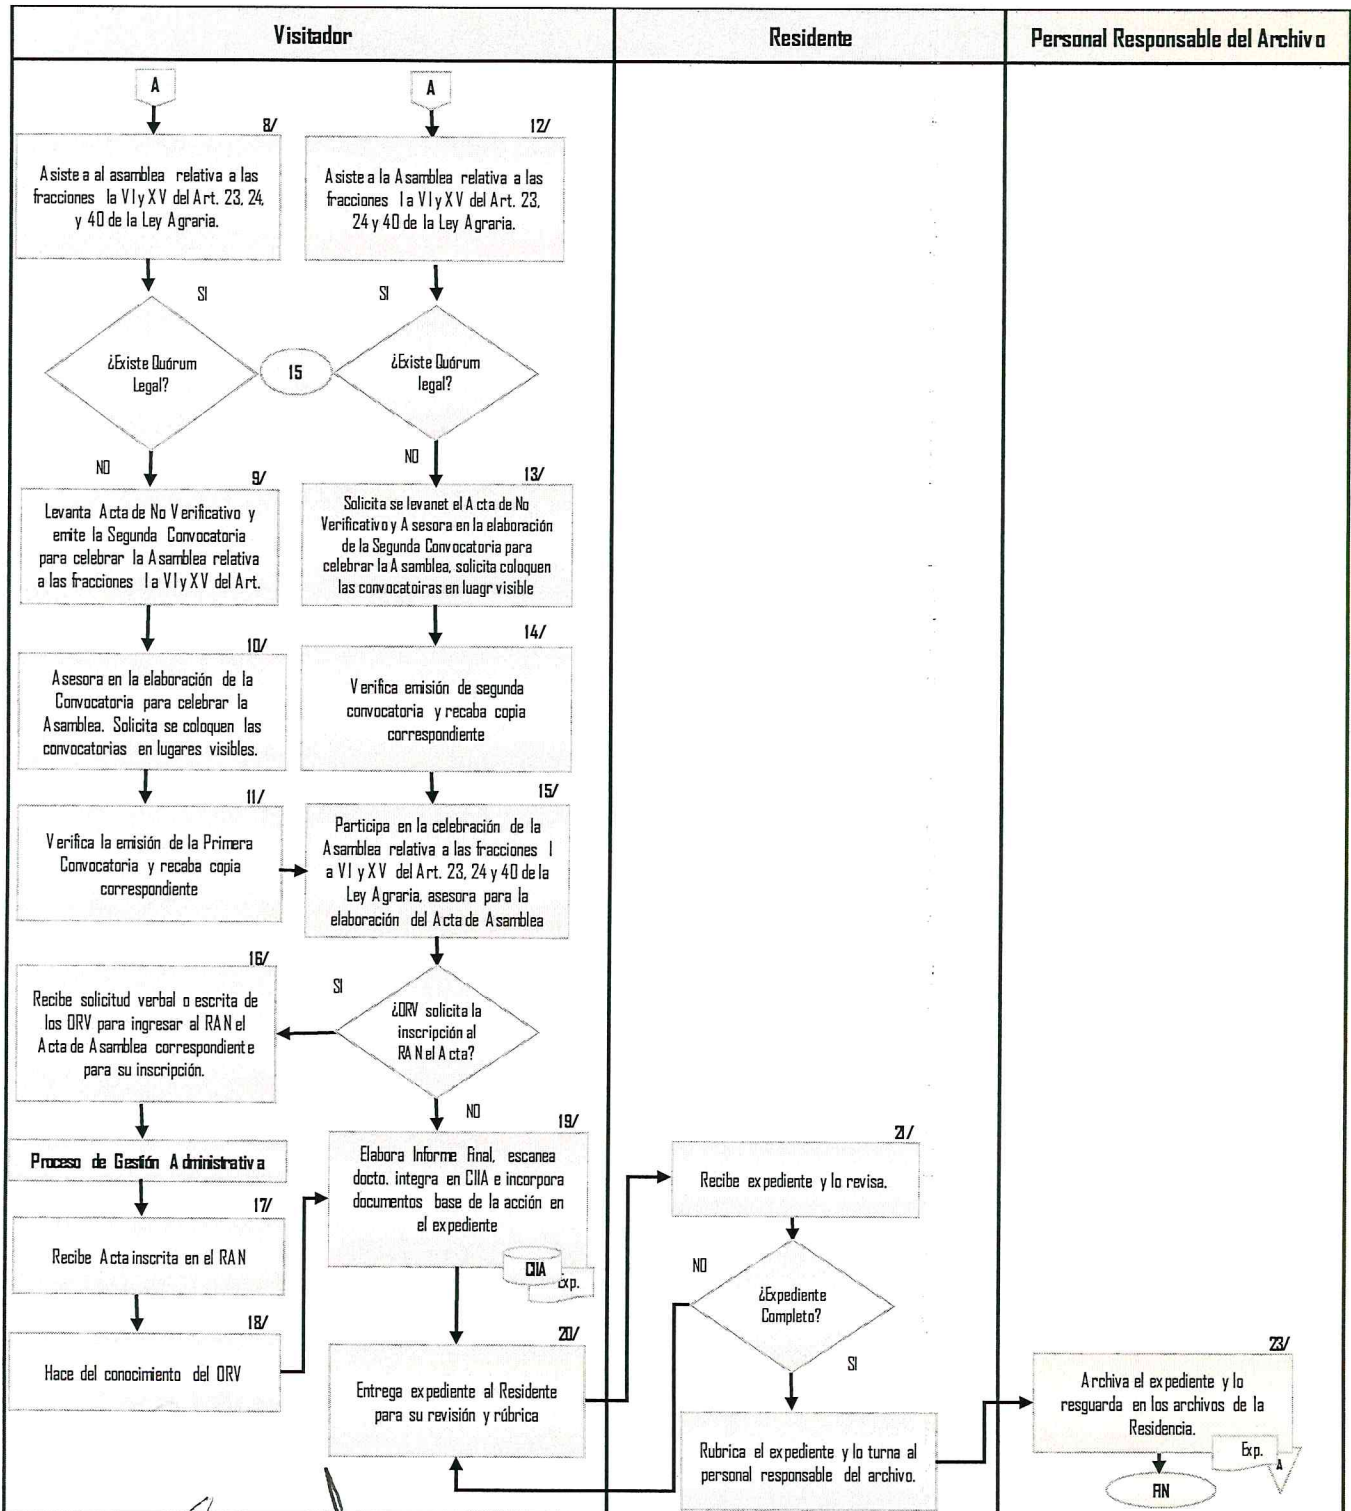 Visitador
Residente
Personal Responsable del Archivo
A
8/
Asiste a al asamblea relativa a las
fracciones I a VI y XV del Art. 23, 24,
y 40 de la Ley Agraria.
SI
¿Existe Quórum
Legal?
15
NO
9/
Levanta Acta de No Verificativo y
emite la Segunda Convocatoria
para celebrar la Asamblea relativa
a las fracciones I a VI y XV del Art.
10/
Asesora en la elaboración de la
Convocatoria para celebrar la
Asamblea. Solicita se coloquen las
convocatorias en lugares visibles.
11/
Verifica la emisión de la Primera
Convocatoria y recaba copia
correspondiente
A
12/
Asiste a la Asamblea relativa a las
fracciones I a VI y XV del Art. 23,
24 y 40 de la Ley Agraria.
SI
¿Existe Quórum
legal?
NO
13/
Solicita se levanet el Acta de No
Verificativo y Asesora en la elaboración
de la Segunda Convocatoria para
celebrar la Asamblea, solicita coloquen
las convocatoiras en luagr visible
14/
Verifica emisión de segunda
convocatoria y recaba copia
correspondiente
15/
Participa en la celebración de la
Asamblea relativa a las fracciones I
a VI y XV del Art. 23, 24 y 40 de la
Ley Agraria, asesora para la
elaboración del Acta de Asamblea
SI
¿ORV solicita la
inscripción al
RAN el Acta?
NO
16/
Recibe solicitud verbal o escrita de
los ORV para ingresar al RAN el
Acta de Asamblea correspondiente
para su inscripción.
Proceso de Gestión Administrativa
17/
Recibe Acta inscrita en el RAN
18/
Hace del conocimiento del ORV
19/
Elabora Informe Final, escanea
docto. integra en CIIA e incorpora
documentos base de la acción en
el expediente
CIIA
Exp.
20/
Entrega expediente al Residente
para su revisión y rúbrica
21/
Recibe expediente y lo revisa.
NO
¿Expediente
Completo?
SI
Rubrica el expediente y lo turna al
personal responsable del archivo.
23/
Archiva el expediente y lo
resguarda en los archivos de la
Residencia.
Exp.
A
FIN